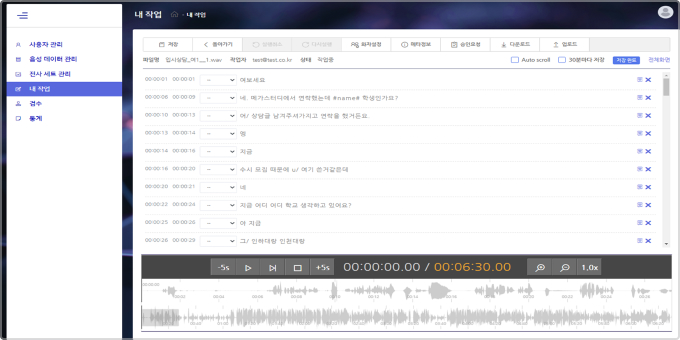 내 작업
내 작업
사용자 관리
음성 데이터 관리
전사 세트 관리
내 작업
검수
통계
저장
돌아가기
되돌리기
다시실행
화자설정
메타정보
승인요청
다운로드
업로드
파일명 입시상담_여1__1.wav 작업자 test@test.co.kr 상태 작업중
Auto scroll
30분마다 저장
저장 완료
전체화면
00:00:01 00:00:01 -- 여보세요
00:00:08 00:00:09 -- 네. 메가스터디에서 연락했는데 #name# 학생인가요?
00:00:10 00:00:13 -- 어/ 상담글 남겨주셔가지고 연락을 했거든요.
00:00:13 00:00:14 --
00:00:14 00:00:16 -- 지금
00:00:16 00:00:20 -- 수시 모집 때문에 u/ 여기 쓴거같은데
00:00:20 00:00:21 -- 네
00:00:22 00:00:24 -- 지금 어디 어디 학교 생각하고 있어요?
00:00:25 00:00:28 -- 아 지금
00:00:26 00:00:29 -- 그/ 인하대랑 인천대랑
-5s
+5s
00:00:00.00 / 00:06:30.00
1.0x
00:00:00